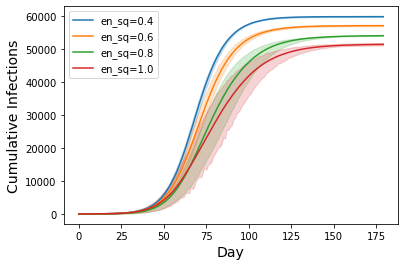 60000
50000
40000
30000
20000
10000
0
Cumulative Infections
en_sq=0.4
en_sq=0.6
en_sq=0.8
en_sq=1.0
0 25 50 75 100 125 150 175
Day